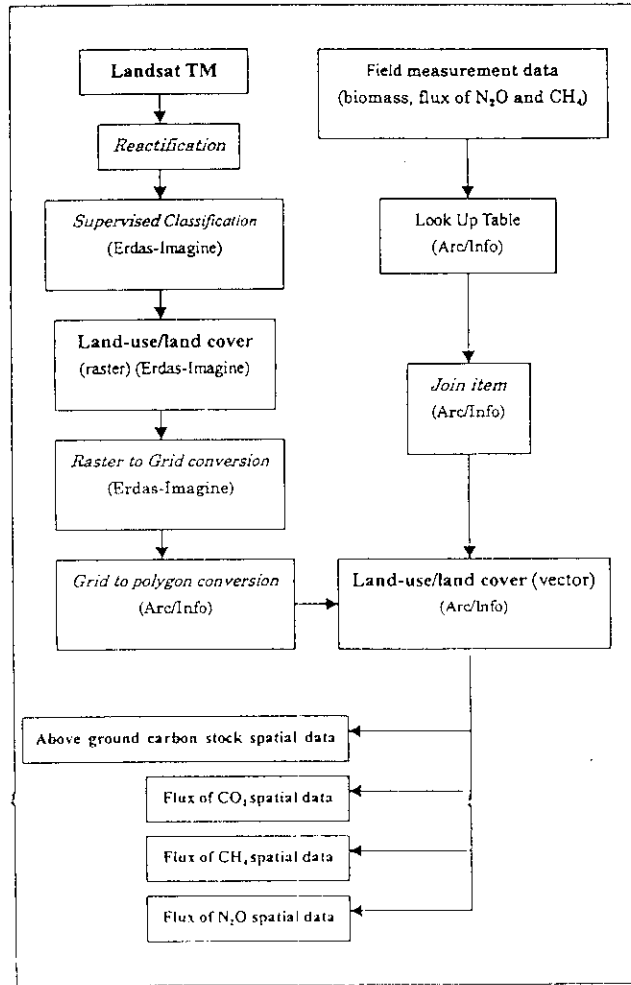 Landsat TM
Reactification
Supervised Classification
(Erdas-Imagine)
Land-use/land cover
(raster) (Erdas-Imagine)
Raster to Grid conversion
(Erdas-Imagine)
Grid to polygon conversion
(Arc/Info)
Field measurement data
(biomass, flux of N₂O and CH₄)
Look Up Table
(Arc/Info)
Join item
(Arc/Info)
Land-use/land cover (vector)
(Arc/Info)
Above ground carbon stock spatial data
Flux of CO₂ spatial data
Flux of CH₄ spatial data
Flux of N₂O spatial data